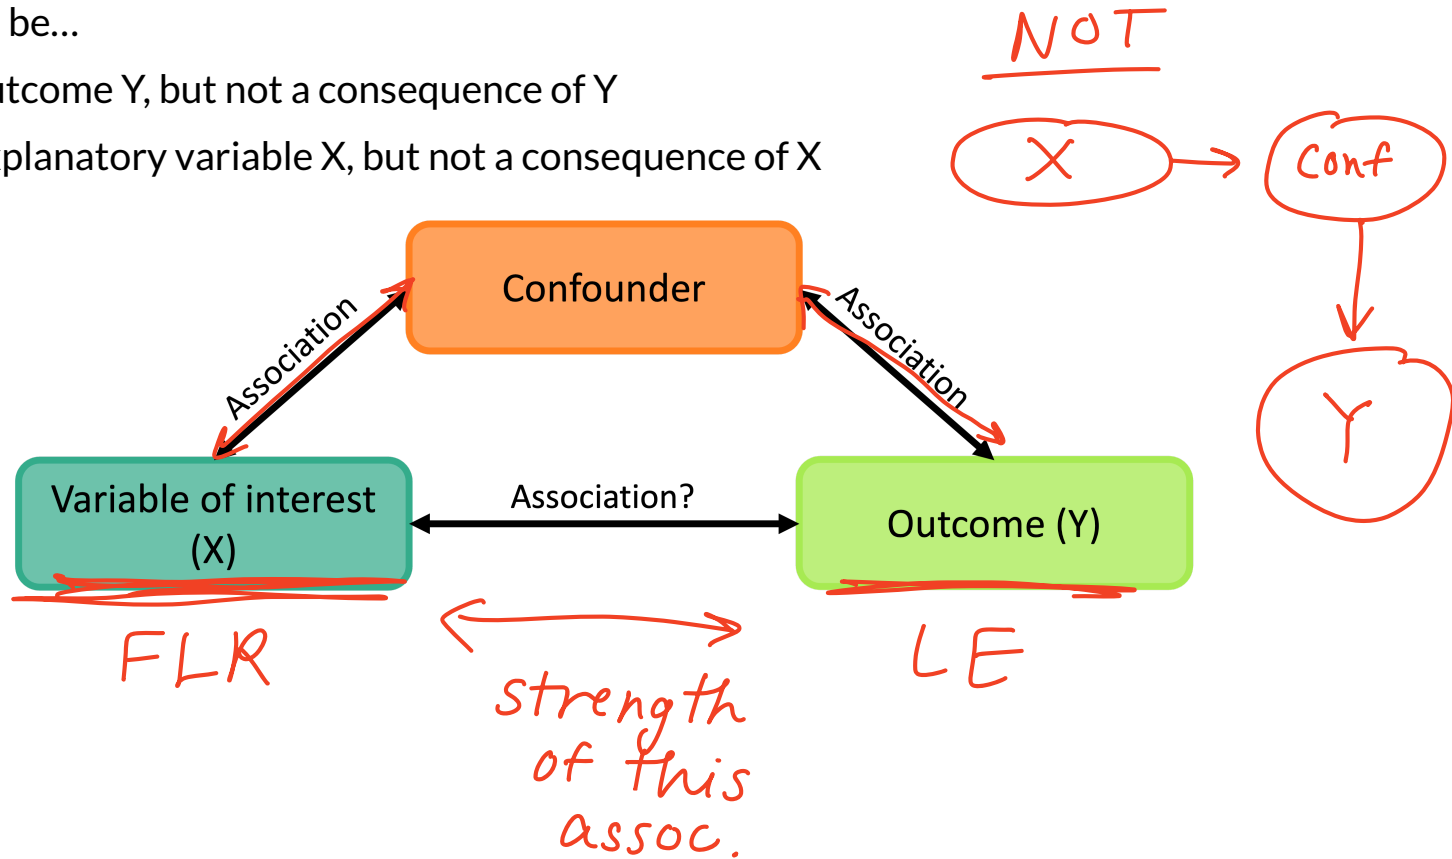 be...
utcome Y, but not a consequence of Y
xplanatory variable X, but not a consequence of X
NOT
X
Conf
Y
Confounder
Association
Association
Variable of interest
(X)
Association?
Outcome (Y)
FLR
LE
strength
of this
assoc.